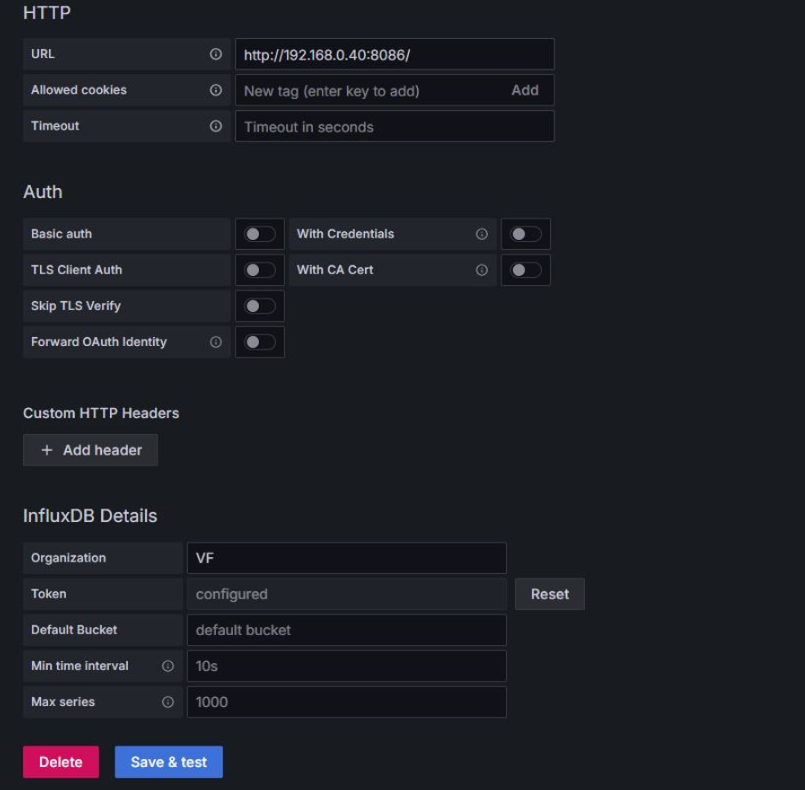 HTTP
URL http://192.168.0.40:8086/
Allowed cookies New tag (enter key to add) Add
Timeout Timeout in seconds
Auth
Basic auth With Credentials
TLS Client Auth With CA Cert
Skip TLS Verify
Forward OAuth Identity
Custom HTTP Headers
+ Add header
InfluxDB Details
Organization VF
Token configured Reset
Default Bucket default bucket
Min time interval 10s
Max series 1000
Delete Save & test